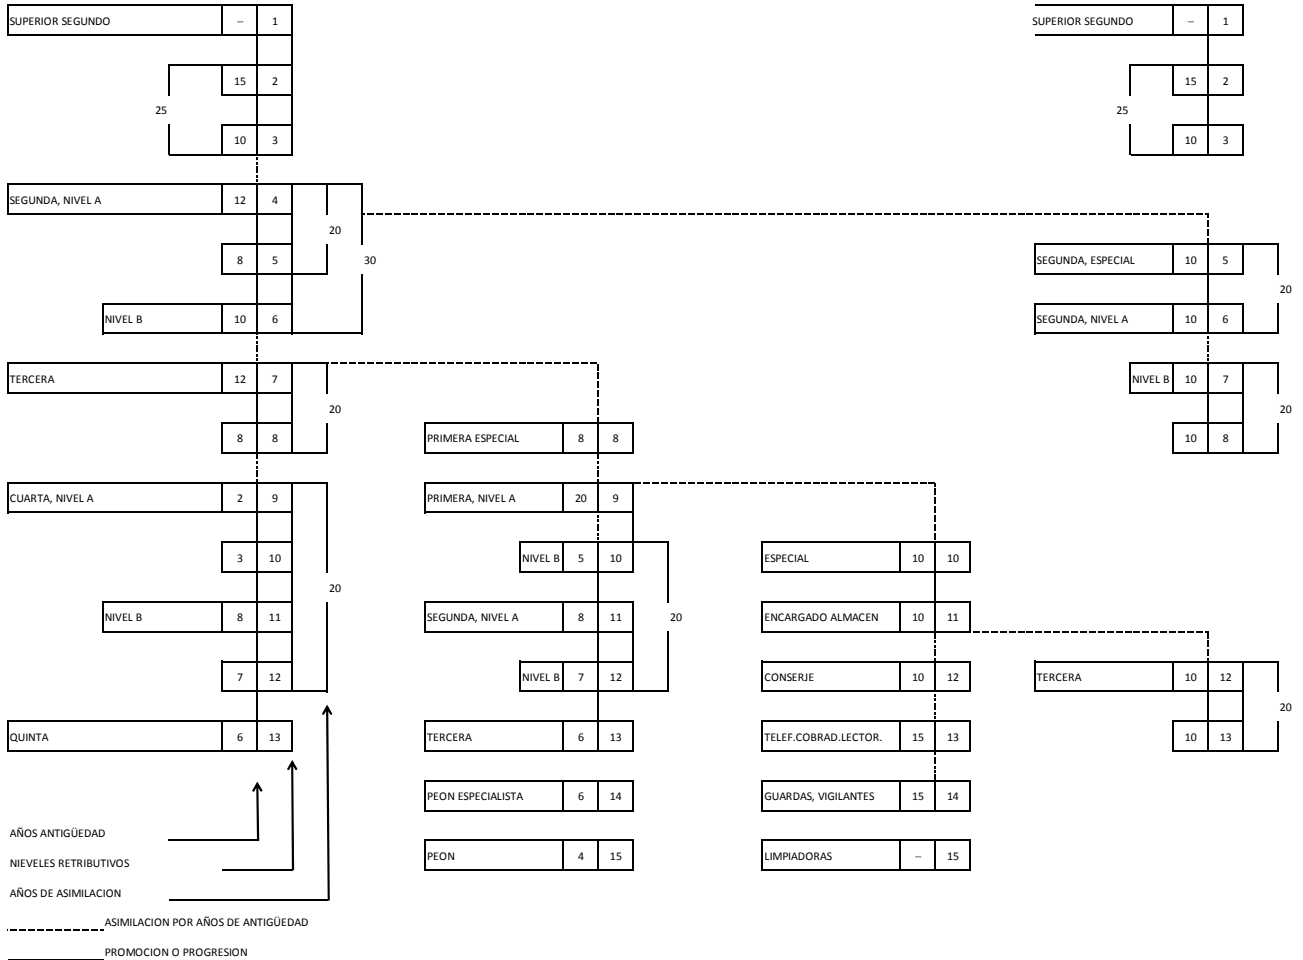 SUPERIOR SEGUNDO – 1 SUPERIOR SEGUNDO – 1
15 2 15 2
25 25
10 3 10 3
SEGUNDA, NIVEL A 12 4
20
8 5 30 SEGUNDA, ESPECIAL 10 5
20
NIVEL B 10 6 SEGUNDA, NIVEL A 10 6
TERCERA 12 7 NIVEL B 10 7
20 20
8 8 PRIMERA ESPECIAL 8 8 10 8
CUARTA, NIVEL A 2 9 PRIMERA, NIVEL A 20 9
3 10 NIVEL B 5 10 ESPECIAL 10 10
20
NIVEL B 8 11 SEGUNDA, NIVEL A 8 11 20 ENCARGADO ALMACEN 10 11
7 12 NIVEL B 7 12 CONSERJE 10 12 TERCERA 10 12
20
QUINTA 6 13 TERCERA 6 13 TELEF.COBRAD.LECTOR. 15 13 10 13
PEON ESPECIALISTA 6 14 GUARDAS, VIGILANTES 15 14
AÑOS ANTIGÜEDAD
PEON 4 15 LIMPIADORAS – 15
NIEVELES RETRIBUTIVOS
AÑOS DE ASIMILACION
ASIMILACION POR AÑOS DE ANTIGÜEDAD
PROMOCION O PROGRESION